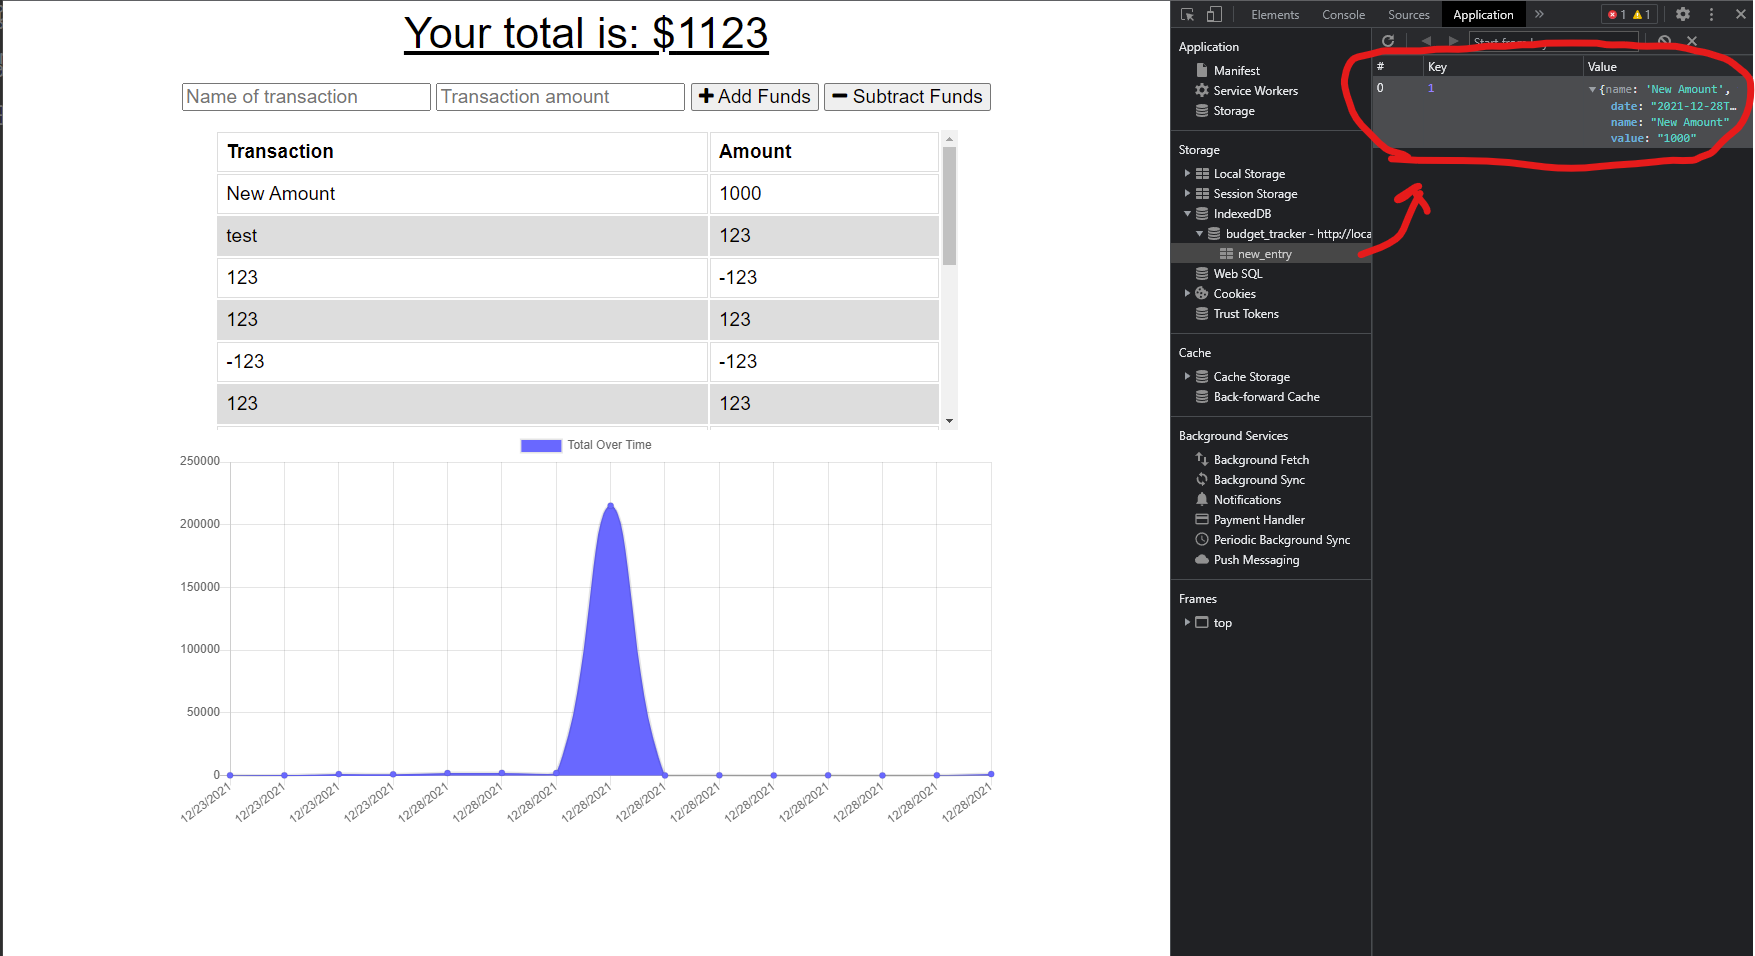 Your total is: $1123
Name of transaction Transaction amount Add Funds Subtract Funds
Transaction Amount
New Amount 1000
test 123
123 -123
123 123
-123 -123
123 123
Total Over Time
250000
200000
150000
100000
50000
0
12/23/2021 12/23/2021 12/23/2021 12/23/2021 12/28/2021 12/28/2021 12/28/2021 12/28/2021 12/28/2021 12/28/2021 12/28/2021 12/28/2021 12/28/2021 12/28/2021 12/28/2021
Elements Console Sources Application » 1 1
Application
Manifest
Service Workers
Storage
Storage
Local Storage
Session Storage
IndexedDB
budget_tracker - http://loca
new_entry
Web SQL
Cookies
Trust Tokens
Cache
Cache Storage
Back-forward Cache
Background Services
Background Fetch
Background Sync
Notifications
Payment Handler
Periodic Background Sync
Push Messaging
Frames
top
Start from key
# Key Value
0 1 {name: 'New Amount',
date: "2021-12-28T…
name: "New Amount"
value: "1000"